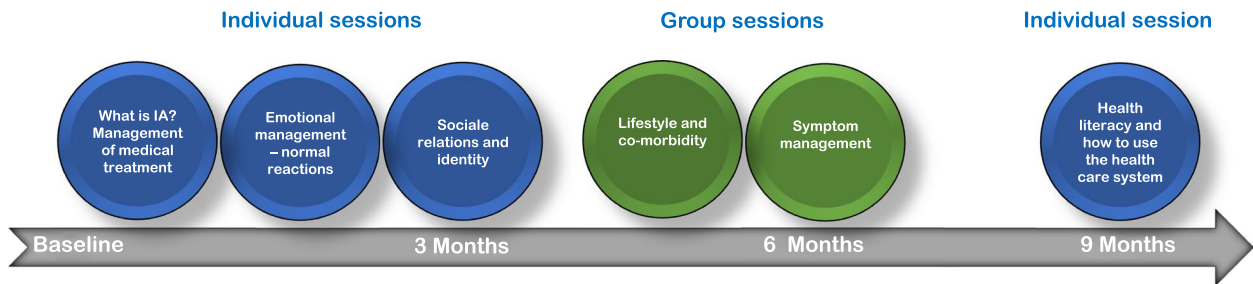 Individual sessions
Group sessions
Individual session
What is IA?
Management
of medical
treatment
Emotional
management
– normal
reactions
Sociale
relations and
identity
Lifestyle and
co-morbidity
Symptom
management
Health
literacy and
how to use
the health
care system
Baseline
3 Months
6 Months
9 Months